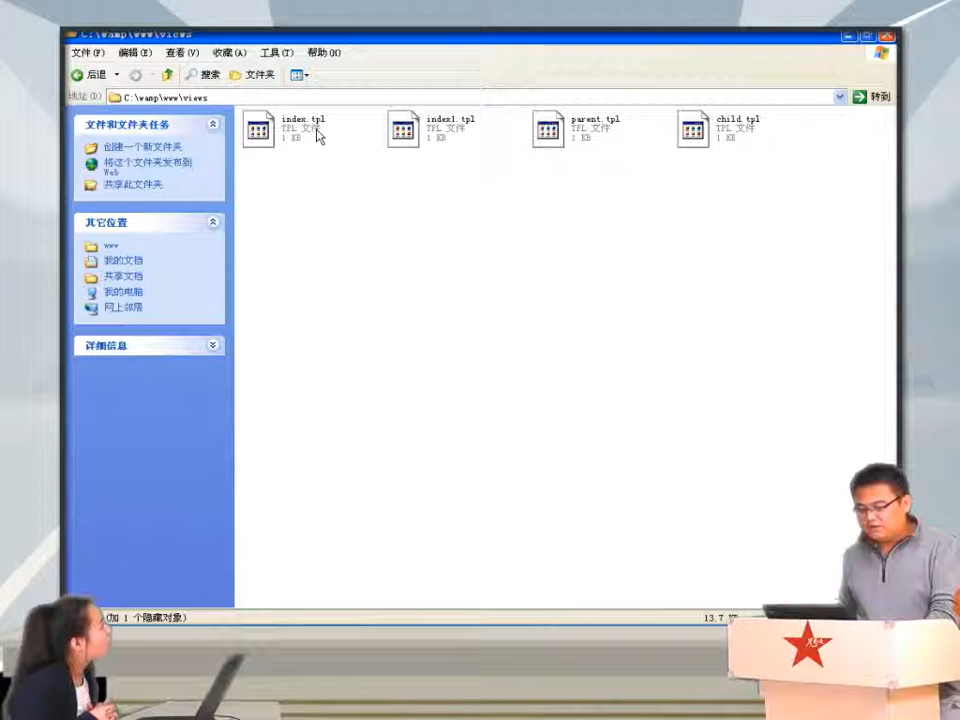 C:\wamp\www\views
文件(F) 编辑(E) 查看(V) 收藏(A) 工具(T) 帮助(H)
后退 搜索 文件夹
地址(D) C:\wamp\www\views 转到
文件和文件夹任务
创建一个新文件夹
将这个文件夹发布到
Web
共享此文件夹
其它位置
www
我的文档
共享文档
我的电脑
网上邻居
详细信息
index.tpl
TPL 文件
1 KB
index1.tpl
TPL 文件
1 KB
parent.tpl
TPL 文件
1 KB
child.tpl
TPL 文件
1 KB
加 1 个隐藏对象) 13.7